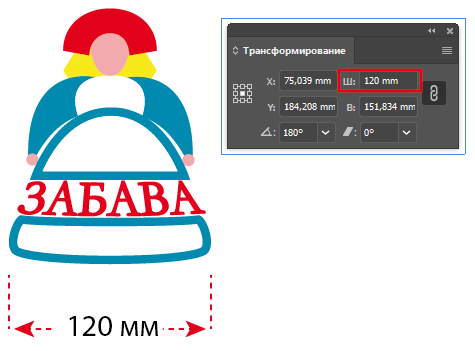 ЗАБАВА
120 мм
Трансформирование
X: 75,039 mm Ш: 120 mm
Y: 184,208 mm В: 151,834 mm
180° 0°